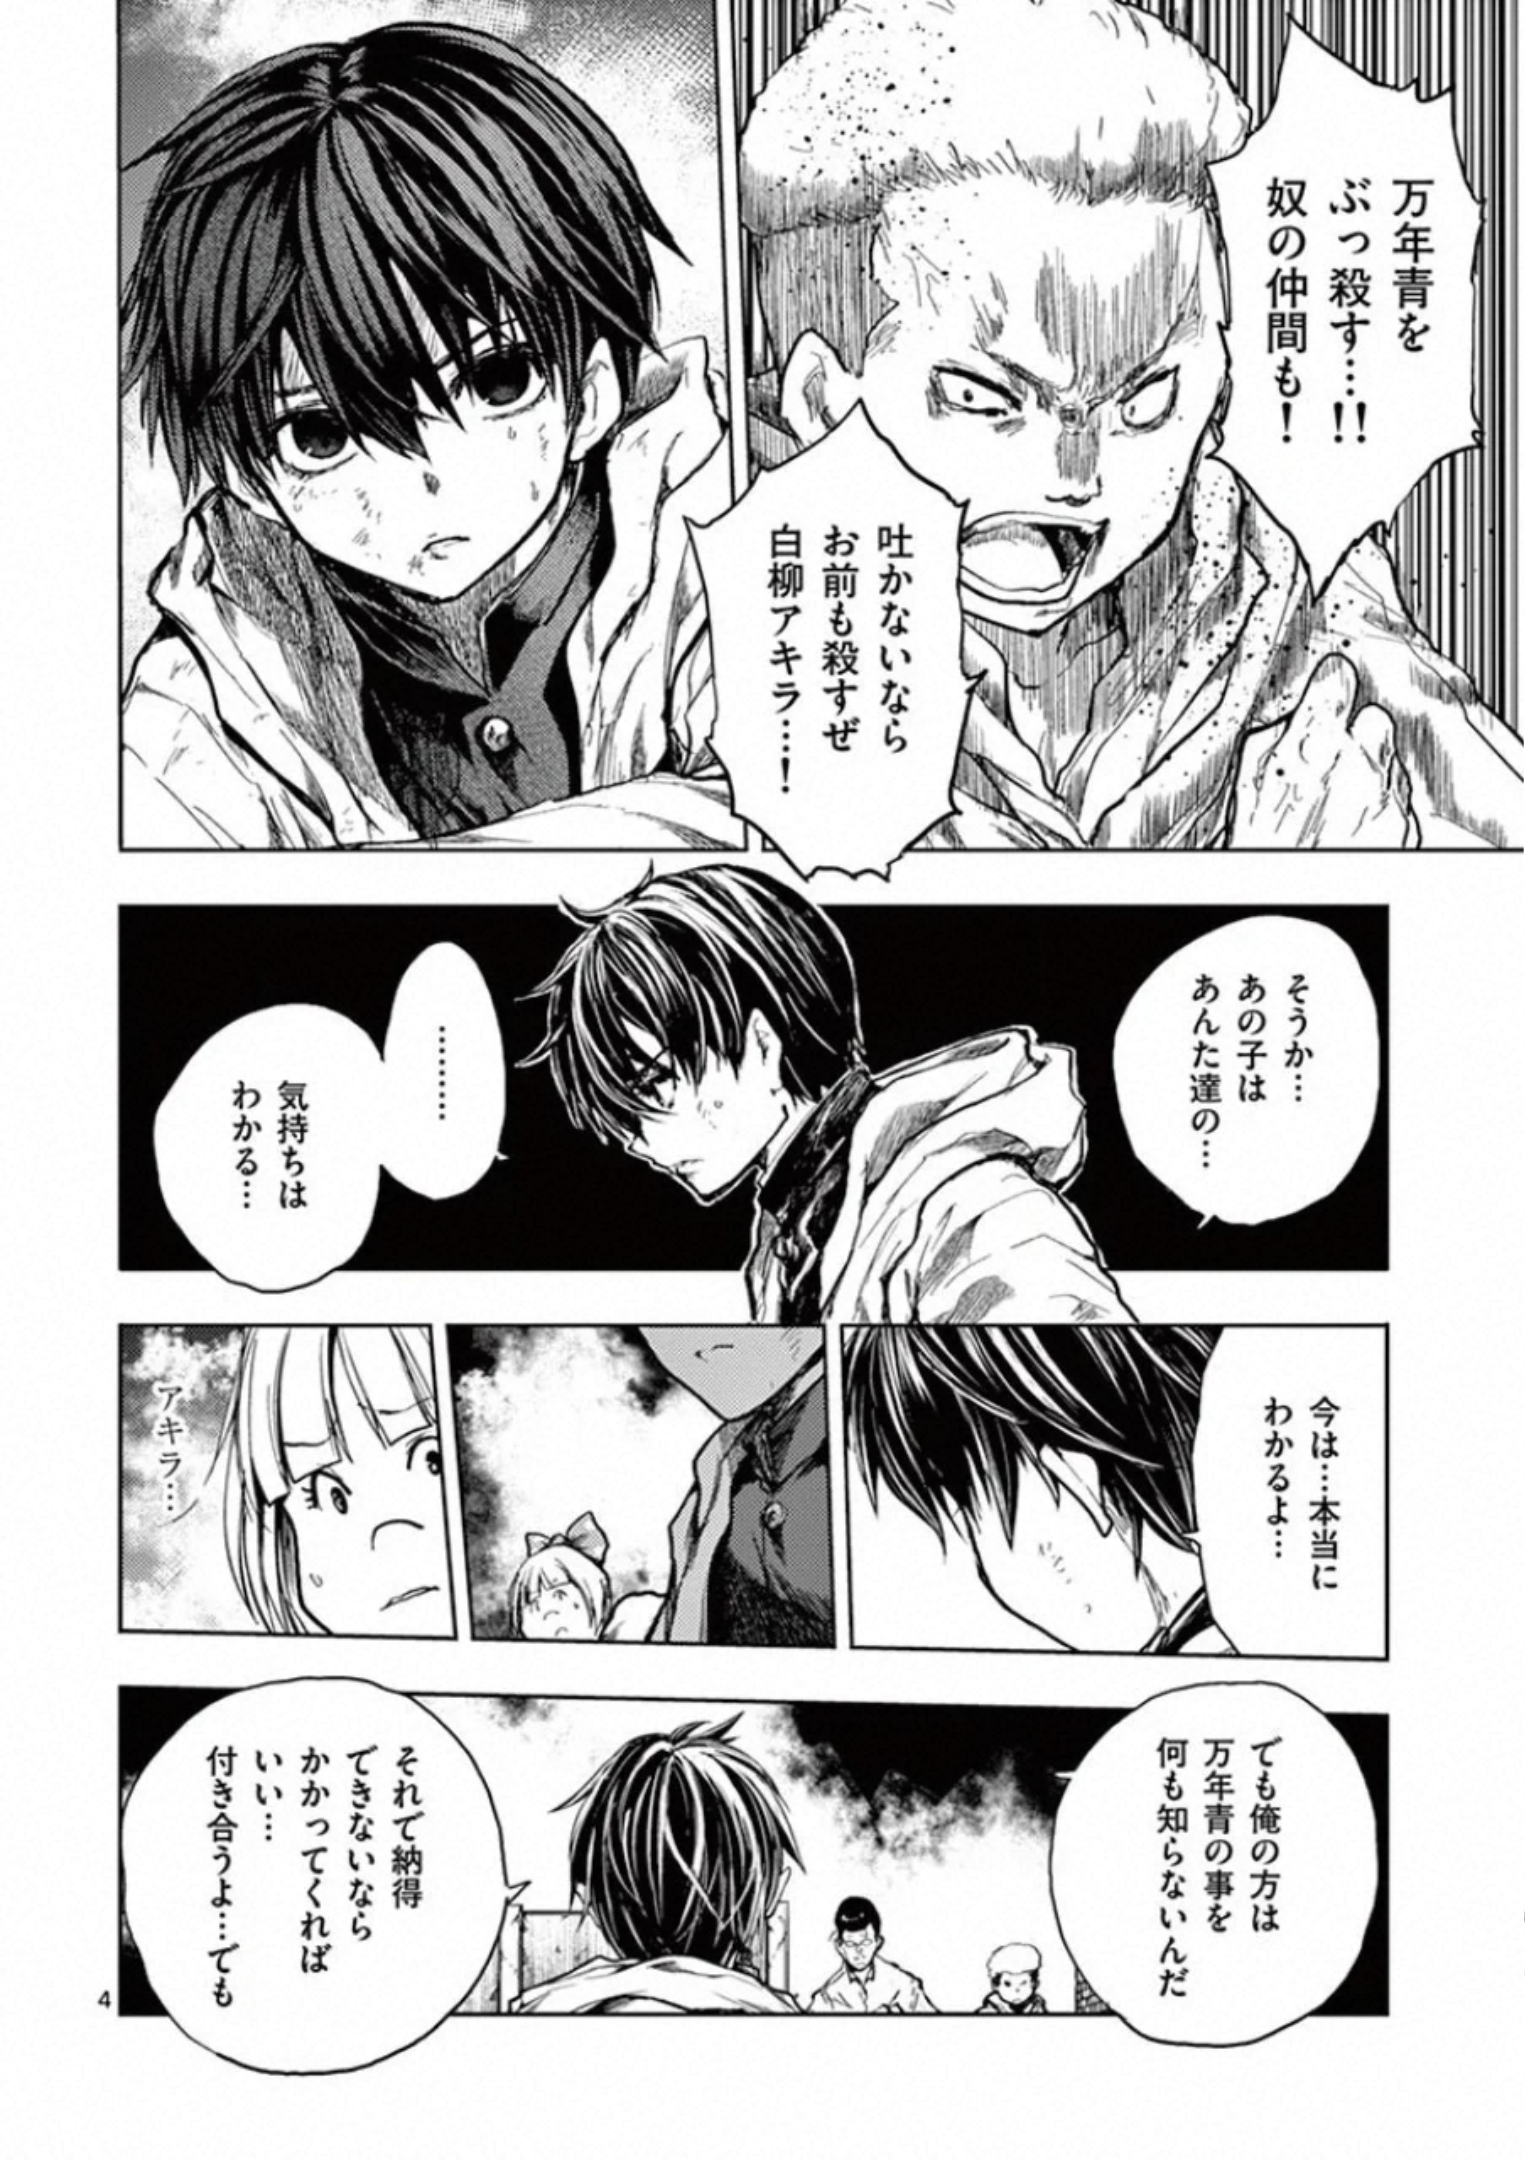 万年青を
ぶっ殺す…!!
奴の仲間も!
吐かないなら
お前も殺すぜ
白柳アキラ…!
そうか…
あの子は
あんた達の…
………
気持ちは
わかる…
今は…本当に
わかるよ…
アキラ…
でも俺の方は
万年青の事を
何も知らないんだ
それで納得
できないなら
かかってくれば
いい…
付き合うよ…でも
4